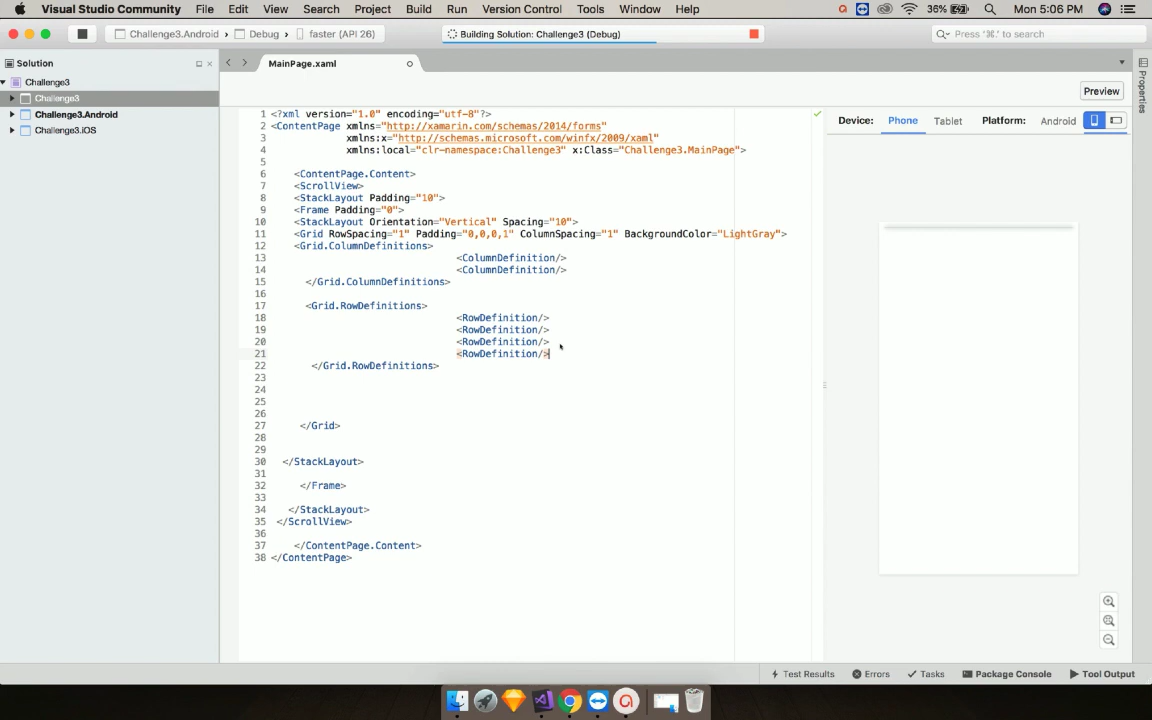 Visual Studio Community File Edit View Search Project Build Run Version Control Tools Window Help 36% Mon 5:06 PM
Challenge3.Android › Debug › faster (API 26) Building Solution: Challenge3 (Debug) Press '⌘.' to search
Solution MainPage.xaml Properties
Challenge3
Challenge3
Challenge3.Android
Challenge3.iOS
Preview
Device: Phone Tablet Platform: Android
1 <?xml version="1.0" encoding="utf-8"?>
2 <ContentPage xmlns="http://xamarin.com/schemas/2014/forms"
3 xmlns:x="http://schemas.microsoft.com/winfx/2009/xaml"
4 xmlns:local="clr-namespace:Challenge3" x:Class="Challenge3.MainPage">
5
6 <ContentPage.Content>
7 <ScrollView>
8 <StackLayout Padding="10">
9 <Frame Padding="0">
10 <StackLayout Orientation="Vertical" Spacing="10">
11 <Grid RowSpacing="1" Padding="0,0,0,1" ColumnSpacing="1" BackgroundColor="LightGray">
12 <Grid.ColumnDefinitions>
13 <ColumnDefinition/>
14 <ColumnDefinition/>
15 </Grid.ColumnDefinitions>
16
17 <Grid.RowDefinitions>
18 <RowDefinition/>
19 <RowDefinition/>
20 <RowDefinition/>
21 <RowDefinition/>
22 </Grid.RowDefinitions>
23
24
25
26
27 </Grid>
28
29
30 </StackLayout>
31
32 </Frame>
33
34 </StackLayout>
35 </ScrollView>
36
37 </ContentPage.Content>
38 </ContentPage>
Test Results Errors Tasks Package Console Tool Output